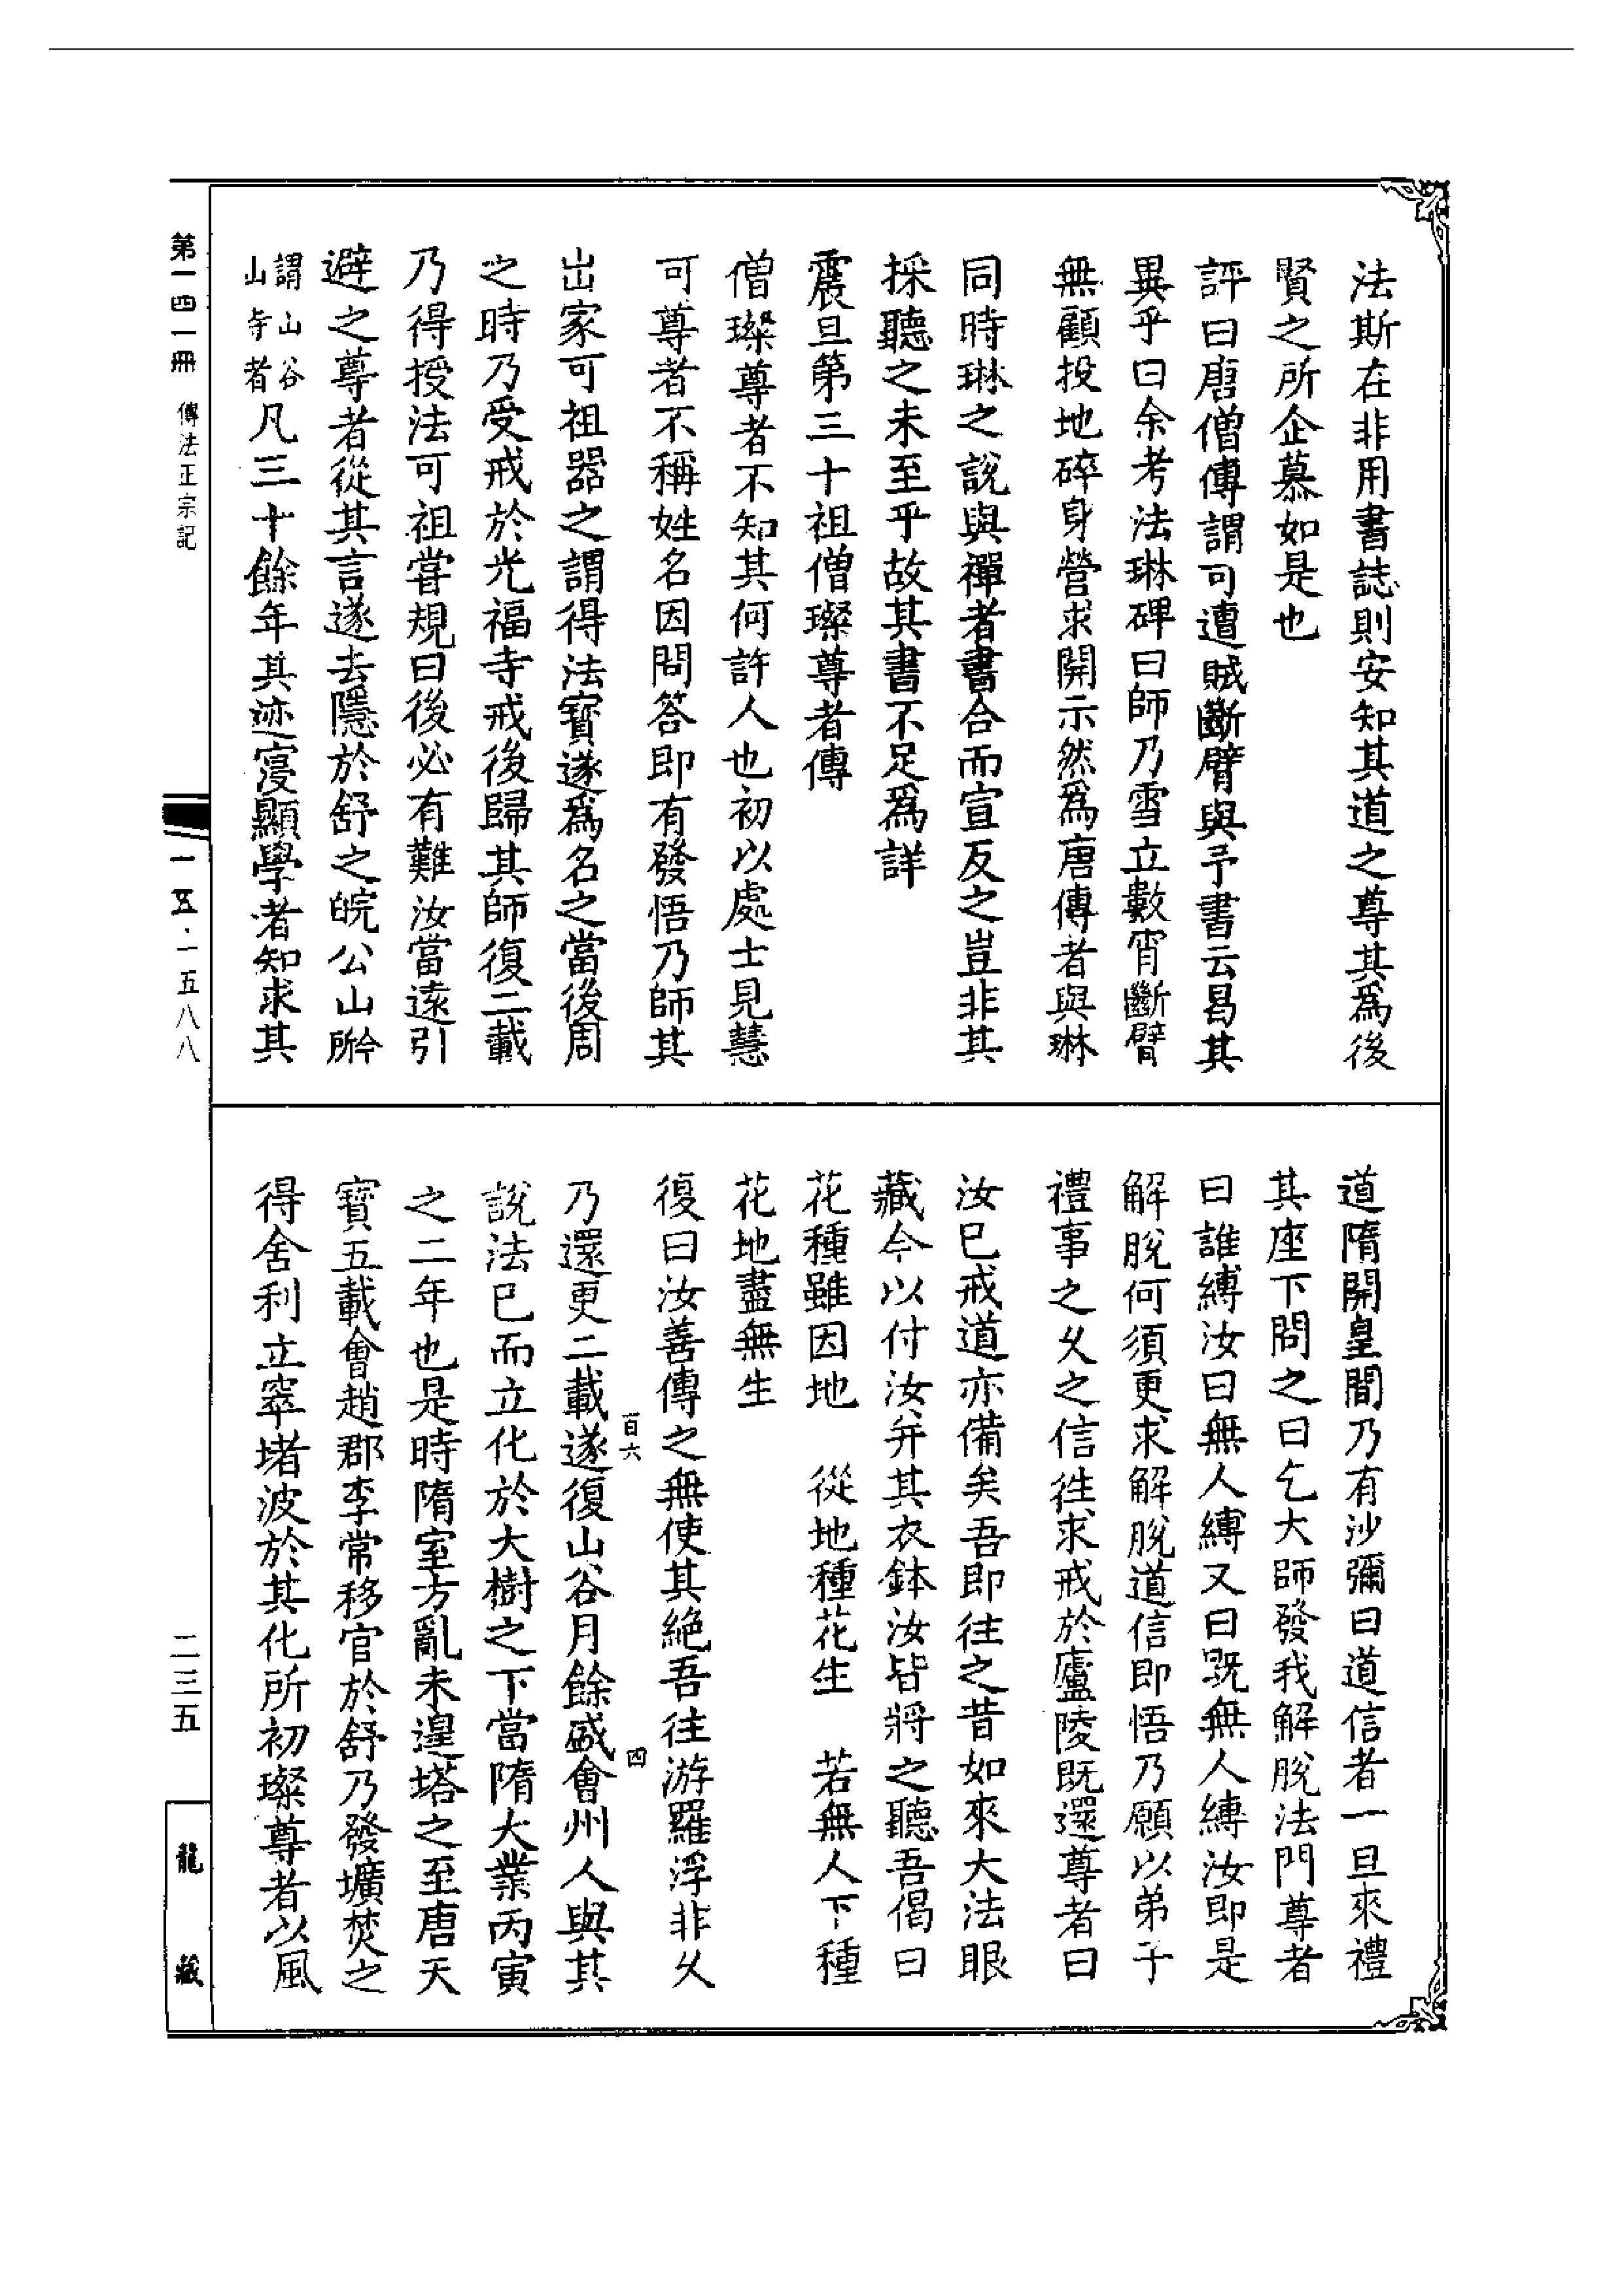 法斯在非用書誌則安知其道之尊其為後
賢之所企慕如是也
評曰唐僧傳謂可遭賊斷臂與予書云曷其
異乎曰余考法琳碑曰師乃雪立數宵斷臂
無顧投地碎身營求開示然為唐傳者與琳
同時琳之說與禪者書合而宣反之豈非其
採聽之未至乎故其書不足為詳
震旦第三十祖僧璨尊者傳
僧璨尊者不知其何許人也初以處士見慧
可尊者不稱姓名因問答即有發悟乃師其
出家可祖器之謂得法寶遂為名之當後周
之時乃受戒於光福寺戒後歸其師復二載
乃得授法可祖甞規曰後必有難汝當遠引
避之尊者從其言遂去隱於舒之皖公山所今
謂山谷
山寺者凡三十餘年其迹寖顯學者知求其
道隋開皇間乃有沙彌曰道信者一旦來禮
其座下問之曰乞大師發我解脫法門尊者
曰誰縛汝曰無人縛又曰既無人縛汝即是
解脫何須更求解脫道信即悟乃願以弟子
禮事之久之信徃求戒於廬陵既還尊者曰
汝已戒道亦備矣吾即往之昔如來大法眼
藏今以付汝并其衣鉢汝皆將之聽吾偈曰
花種雖因地　從地種花生　若無人下種
花地盡無生
復曰汝善傳之無使其絕吾往游羅浮非久
百六　四
乃還更二載遂復山谷月餘盛會州人與其
說法已而立化於大樹之下當隋大業丙寅
之二年也是時隋室方亂未遑塔之至唐天
寶五載會趙郡李常移官於舒乃發壙焚之
得舍利立窣堵波於其化所初璨尊者以風
第一四一冊　傳法正宗記
一五五·一五八八
二三五
龍藏